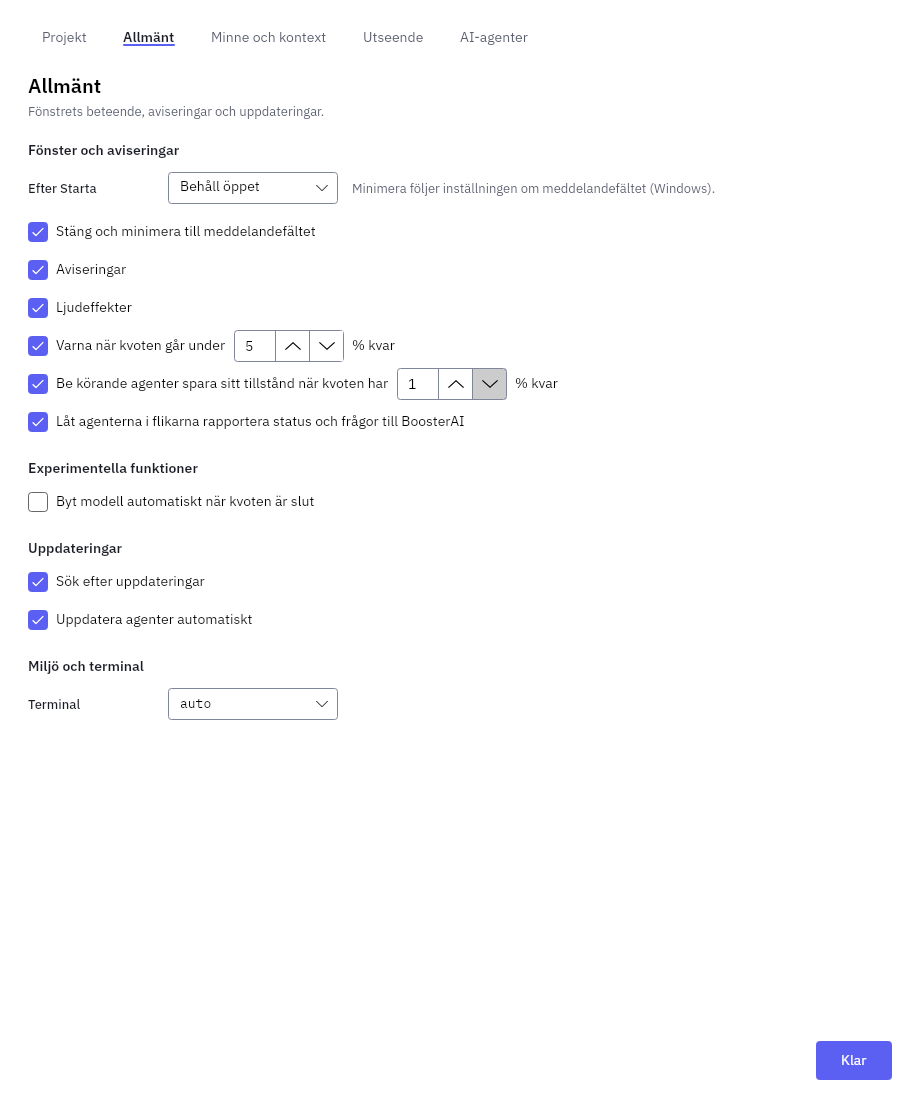 Projekt Allmänt Minne och kontext Utseende AI-agenter
Allmänt
Fönstrets beteende, aviseringar och uppdateringar.
Fönster och aviseringar
Efter Starta Behåll öppet Minimera följer inställningen om meddelandefältet (Windows).
Stäng och minimera till meddelandefältet
Aviseringar
Ljudeffekter
Varna när kvoten går under 5 % kvar
Be körande agenter spara sitt tillstånd när kvoten har 1 % kvar
Låt agenterna i flikarna rapportera status och frågor till BoosterAI
Experimentella funktioner
Byt modell automatiskt när kvoten är slut
Uppdateringar
Sök efter uppdateringar
Uppdatera agenter automatiskt
Miljö och terminal
Terminal auto
Klar